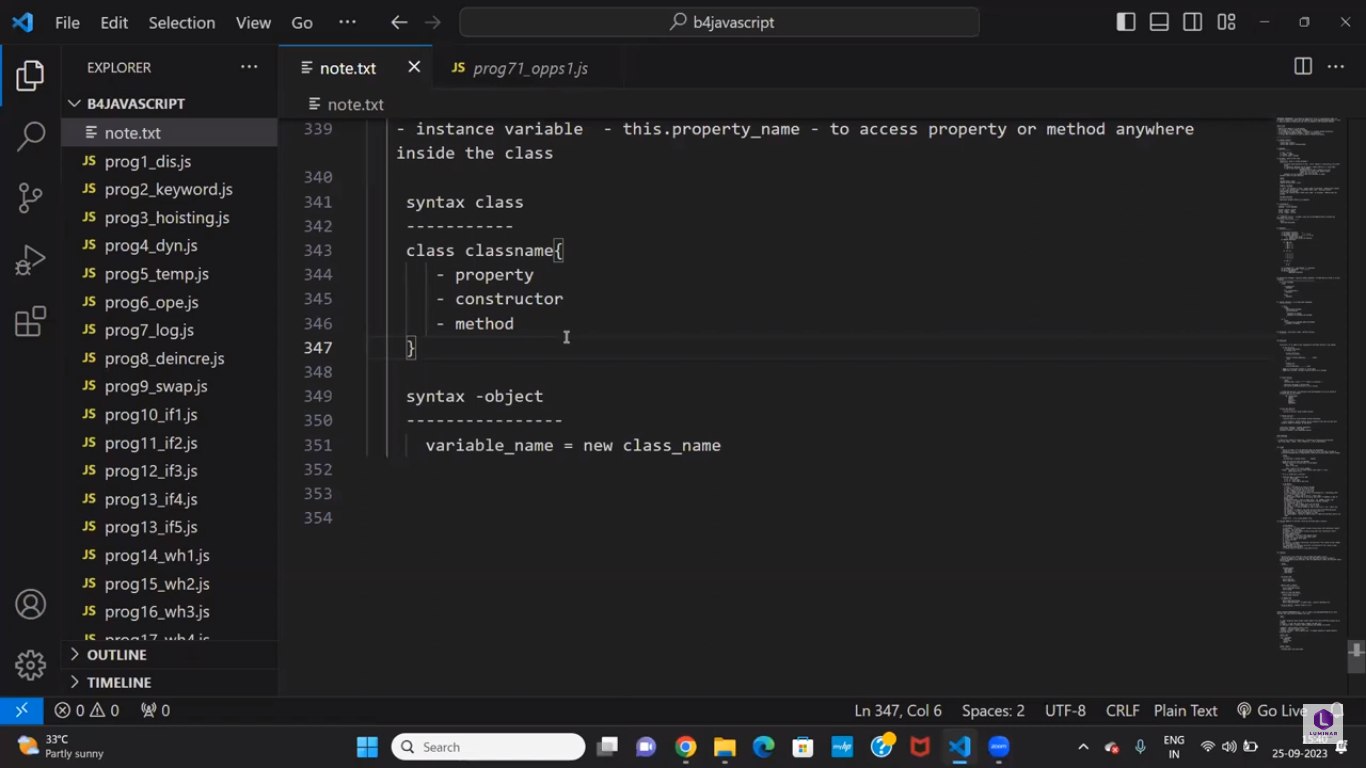 File Edit Selection View Go ··· b4javascript
EXPLORER ···
note.txt
JS prog71_opps1.js
B4JAVASCRIPT
note.txt
note.txt
JS prog1_dis.js
JS prog2_keyword.js
JS prog3_hoisting.js
JS prog4_dyn.js
JS prog5_temp.js
JS prog6_ope.js
JS prog7_log.js
JS prog8_deincre.js
JS prog9_swap.js
JS prog10_if1.js
JS prog11_if2.js
JS prog12_if3.js
JS prog13_if4.js
JS prog13_if5.js
JS prog14_wh1.js
JS prog15_wh2.js
JS prog16_wh3.js
JS prog17_wh4.js
OUTLINE
TIMELINE
339 - instance variable - this.property_name - to access property or method anywhere
inside the class
340
341 syntax class
342 -----------
343 class classname{
344 - property
345 - constructor
346 - method
347 }
348
349 syntax -object
350 ----------------
351 variable_name = new class_name
352
353
354
0 0 0
Ln 347, Col 6 Spaces: 2 UTF-8 CRLF Plain Text Go Live
33°C
Partly sunny
Search
zoom
ENG
IN
15:40
25-09-2023
LUMINAR